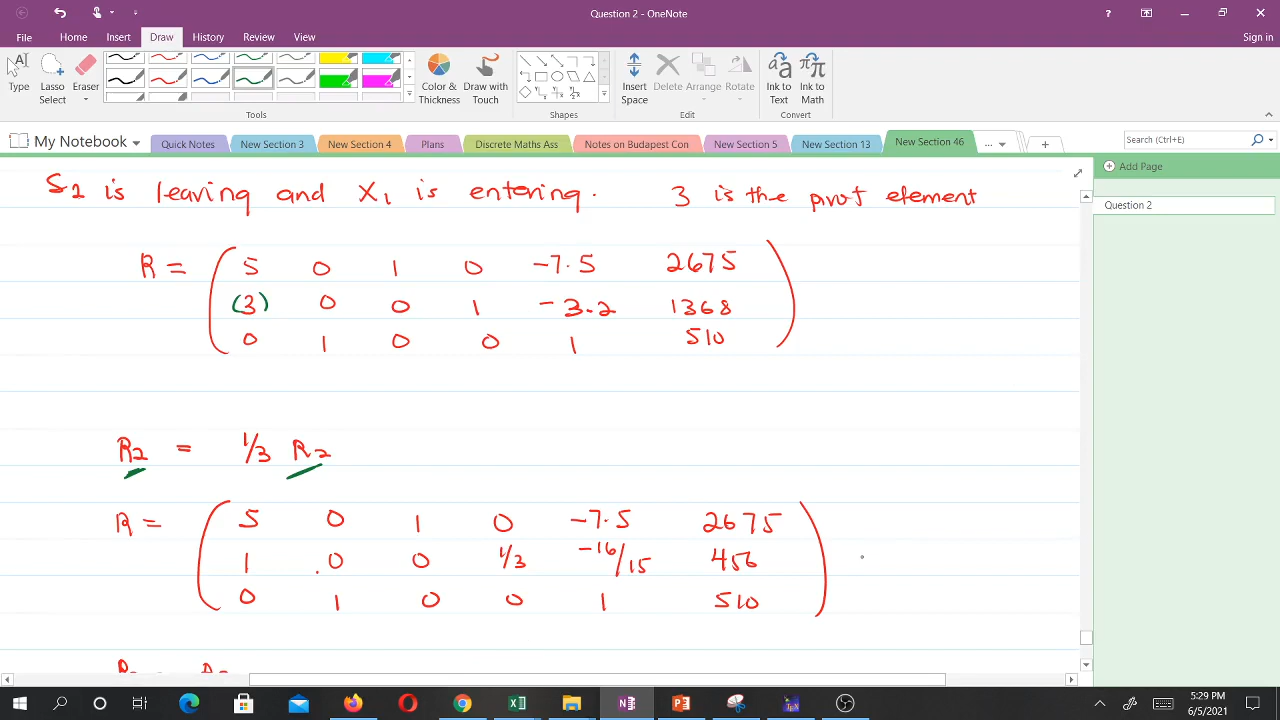 Question 2 - OneNote
Sign in
File Home Insert Draw History Review View
Type Lasso Select Eraser Color & Thickness Draw with Touch Insert Space Delete Arrange Rotate Ink to Text Ink to Math
Tools Shapes Edit Convert
My Notebook Quick Notes New Section 3 New Section 4 Plans Discrete Maths Ass Notes on Budapest Con New Section 5 New Section 13 New Section 46 ... Search (Ctrl+E)
Add Page
Question 2
S2 is leaving and X1 is entering. 3 is the pivot element
R = ( 5 0 1 0 -7.5 2675
(3) 0 0 1 -3.2 1368
0 1 0 0 1 510 )
R2 = 1/3 R2
R = ( 5 0 1 0 -7.5 2675
1 0 0 1/3 -16/15 456
0 1 0 0 1 510 )
5:29 PM
6/5/2021